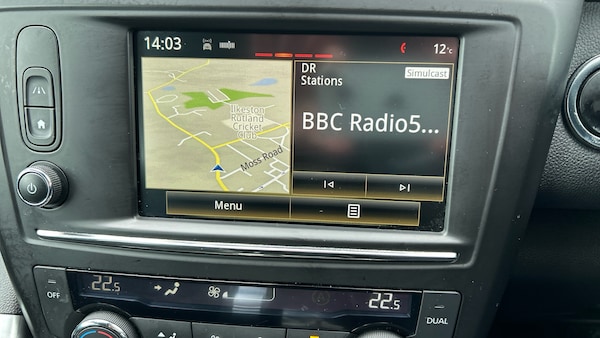 14:03
12°C
DR
Stations
Simulcast
BBC Radio5...
Ilkeston
Rutland
Cricket
Club
Moss Road
Menu
22.5
22.5
OFF
DUAL